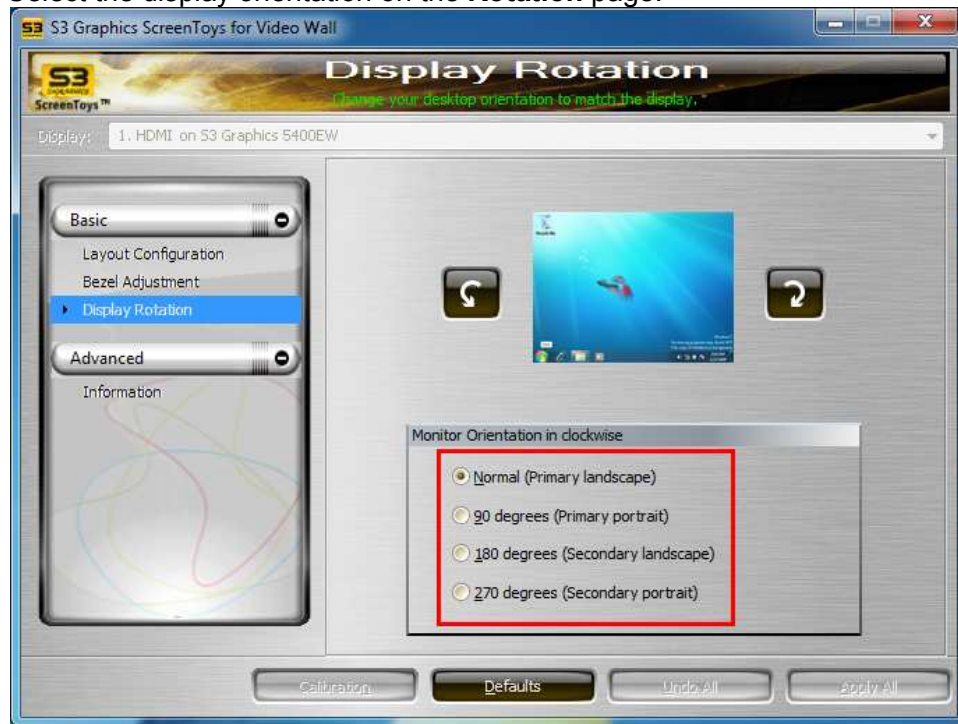 Select the display orientation on the Rotation page.
S3 S3 Graphics ScreenToys for Video Wall
S3
GRAPHICS
ScreenToys™
Display Rotation
Change your desktop orientation to match the display.
Display: 1. HDMI on S3 Graphics 5400EW
Basic
Layout Configuration
Bezel Adjustment
Display Rotation
Advanced
Information
Monitor Orientation in clockwise
Normal (Primary landscape)
90 degrees (Primary portrait)
180 degrees (Secondary landscape)
270 degrees (Secondary portrait)
Calibration Defaults Undo All Apply All